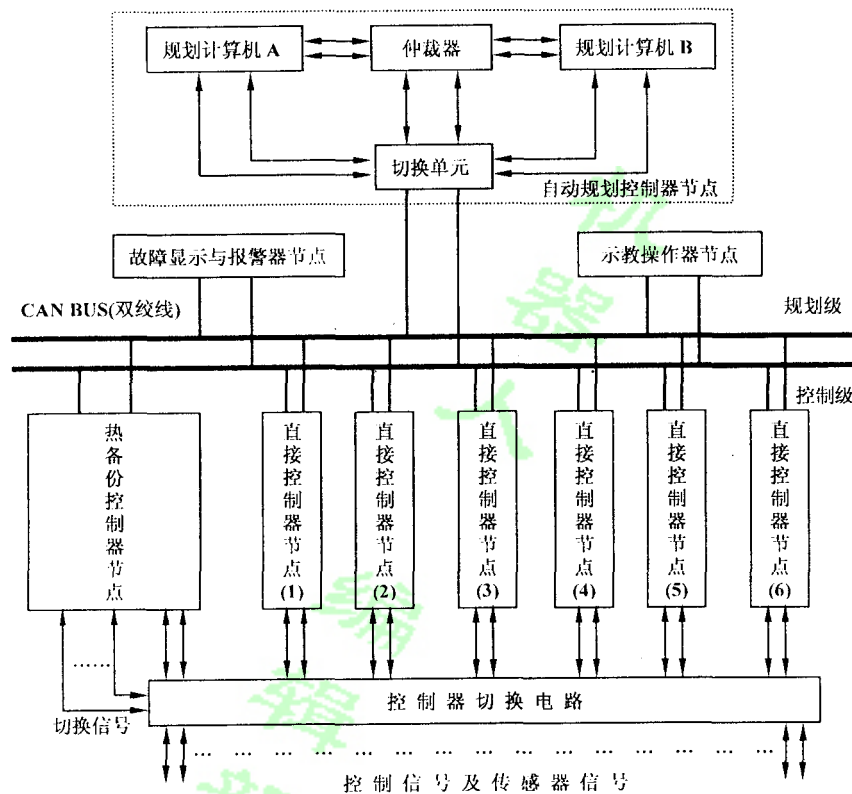 规划计算机 A
仲裁器
规划计算机 B
切换单元
自动规划控制器节点
故障显示与报警器节点
示教操作器节点
CAN BUS(双绞线)
规划级
控制级
热备份控制器节点
直接控制器节点(1)
直接控制器节点(2)
直接控制器节点(3)
直接控制器节点(4)
直接控制器节点(5)
直接控制器节点(6)
……
控制器切换电路
切换信号
… … … … … … … … … … … … … … …
控制信号及传感器信号
机器人
编辑